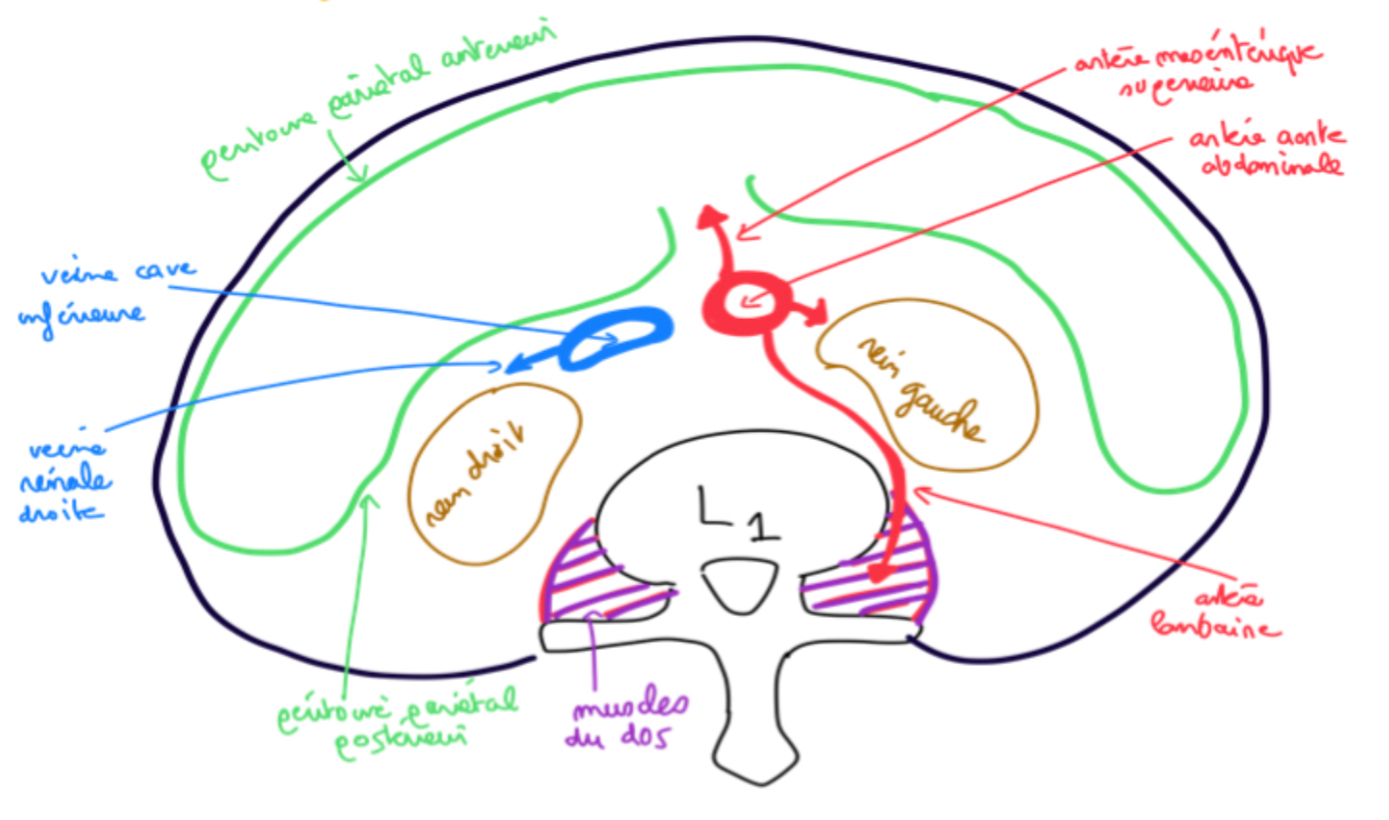 péritoine pariétal antérieur
artère mésentérique
supérieure
artère aorte
abdominale
veine cave
inférieure
rein gauche
veine
rénale
droite
rein droit
L1
artère
lombaire
péritoine pariétal
postérieur
muscles
du dos